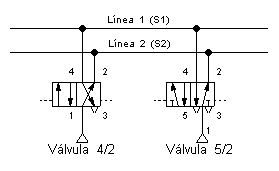 Línea 1 (S1)
Línea 2 (S2)
4 2 4 2
1 3 5 3
1
Válvula 4/2 Válvula 5/2